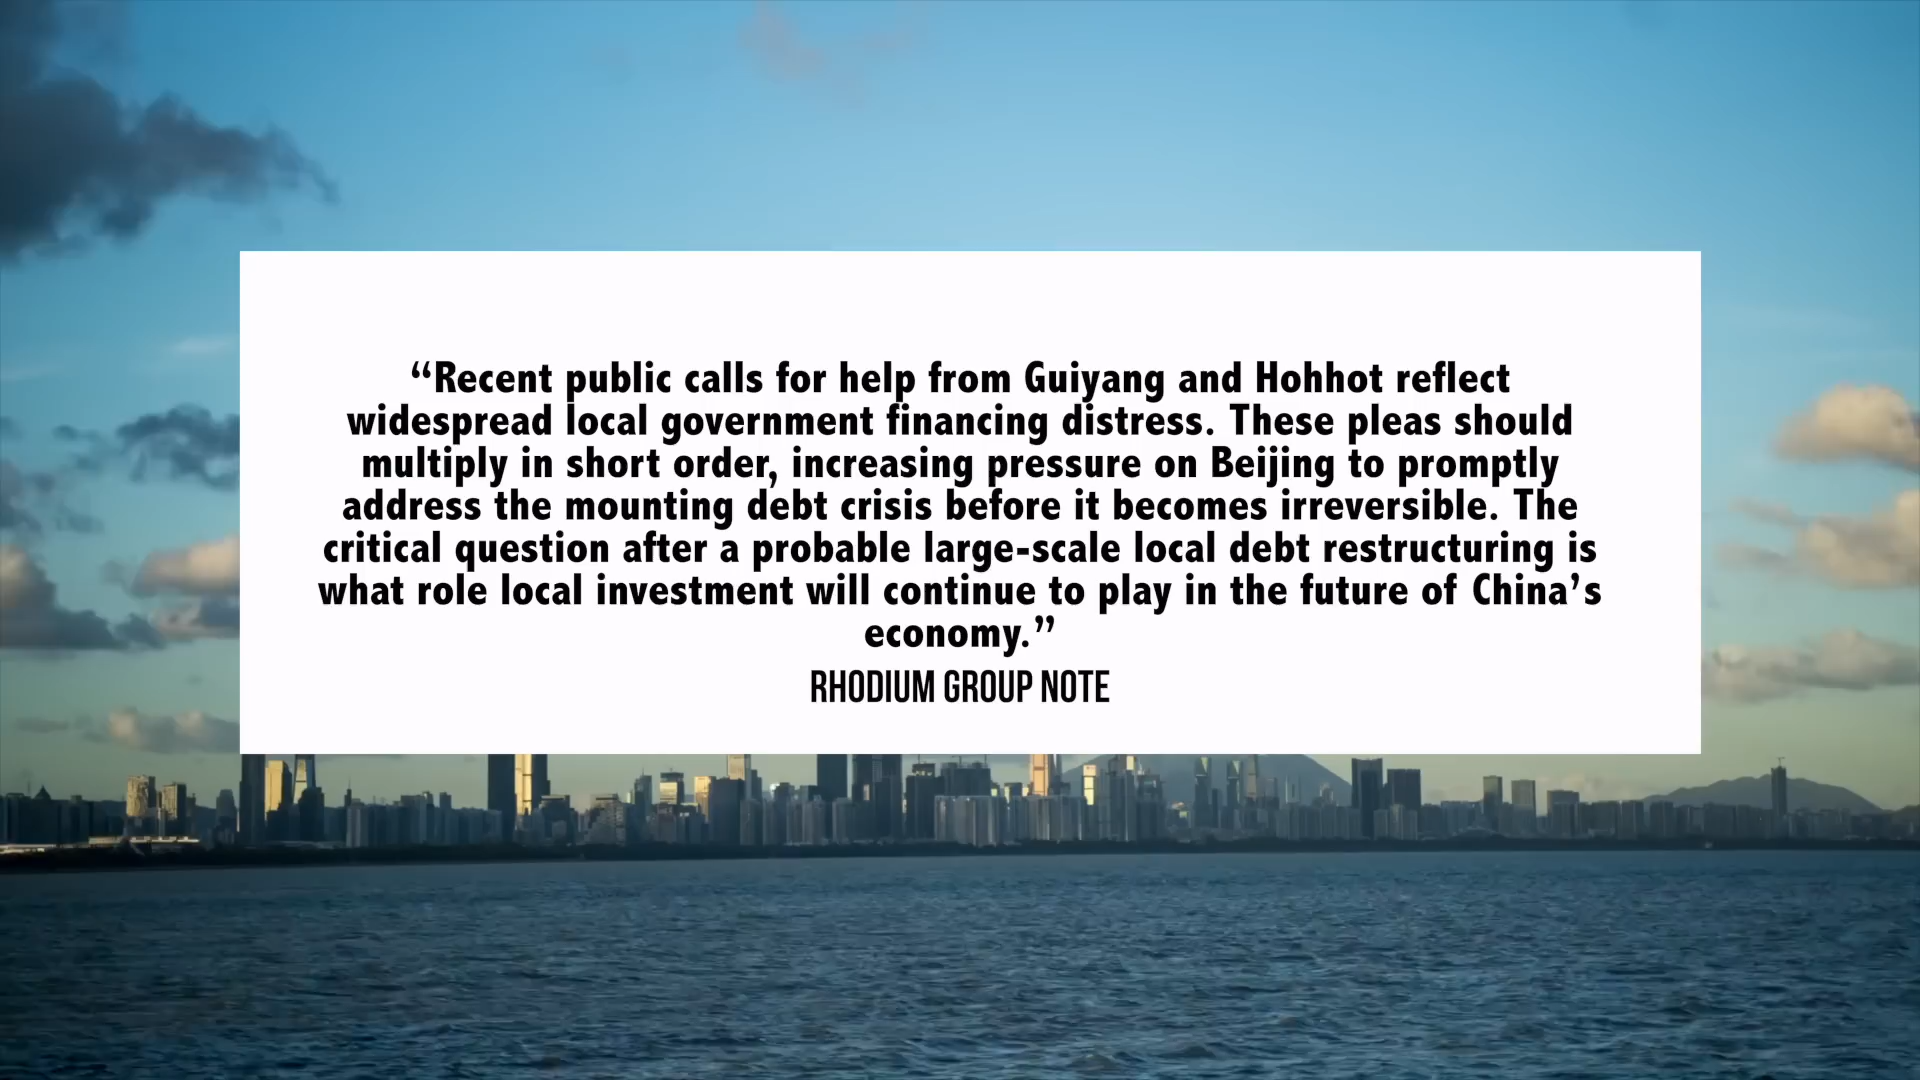 “Recent public calls for help from Guiyang and Hohhot reflect
widespread local government financing distress. These pleas should
multiply in short order, increasing pressure on Beijing to promptly
address the mounting debt crisis before it becomes irreversible. The
critical question after a probable large-scale local debt restructuring is
what role local investment will continue to play in the future of China’s
economy.”
RHODIUM GROUP NOTE